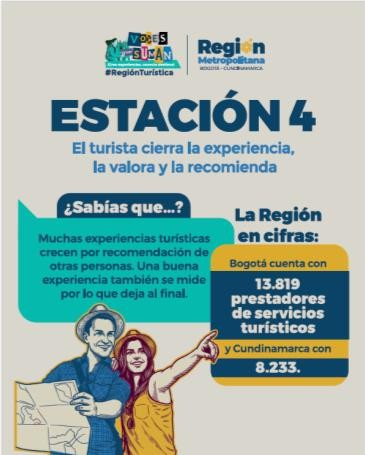 VOCES
QUE
SUMAN
#RegiónTurística
Región
Metropolitana
BOGOTÁ - CUNDINAMARCA
ESTACIÓN 4
El turista cierra la experiencia,
la valora y la recomienda
¿Sabías que...?
Muchas experiencias turísticas
crecen por recomendación de
otras personas. Una buena
experiencia también se mide
por lo que deja al final.
La Región
en cifras:
Bogotá cuenta con
13.819
prestadores
de servicios
turísticos
y Cundinamarca con
8.233.